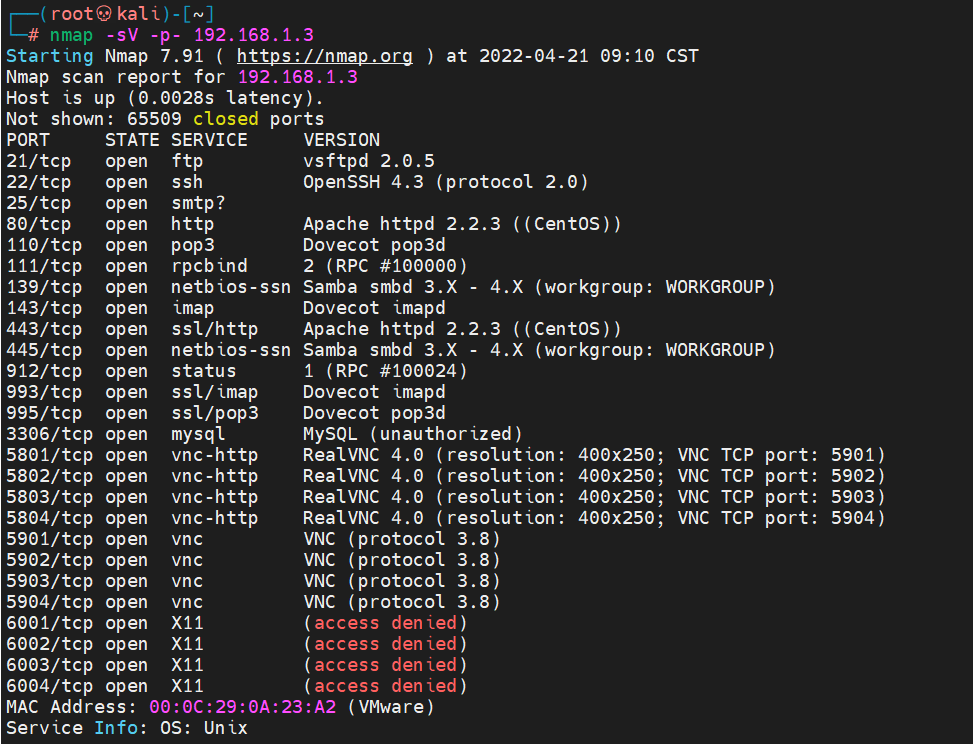 ┌──(root💀kali)-[~]
└─# nmap -sV -p- 192.168.1.3
Starting Nmap 7.91 ( https://nmap.org ) at 2022-04-21 09:10 CST
Nmap scan report for 192.168.1.3
Host is up (0.0028s latency).
Not shown: 65509 closed ports
PORT     STATE SERVICE     VERSION
21/tcp   open  ftp         vsftpd 2.0.5
22/tcp   open  ssh         OpenSSH 4.3 (protocol 2.0)
25/tcp   open  smtp?
80/tcp   open  http        Apache httpd 2.2.3 ((CentOS))
110/tcp  open  pop3        Dovecot pop3d
111/tcp  open  rpcbind     2 (RPC #100000)
139/tcp  open  netbios-ssn Samba smbd 3.X - 4.X (workgroup: WORKGROUP)
143/tcp  open  imap        Dovecot imapd
443/tcp  open  ssl/http    Apache httpd 2.2.3 ((CentOS))
445/tcp  open  netbios-ssn Samba smbd 3.X - 4.X (workgroup: WORKGROUP)
912/tcp  open  status      1 (RPC #100024)
993/tcp  open  ssl/imap    Dovecot imapd
995/tcp  open  ssl/pop3    Dovecot pop3d
3306/tcp open  mysql       MySQL (unauthorized)
5801/tcp open  vnc-http    RealVNC 4.0 (resolution: 400x250; VNC TCP port: 5901)
5802/tcp open  vnc-http    RealVNC 4.0 (resolution: 400x250; VNC TCP port: 5902)
5803/tcp open  vnc-http    RealVNC 4.0 (resolution: 400x250; VNC TCP port: 5903)
5804/tcp open  vnc-http    RealVNC 4.0 (resolution: 400x250; VNC TCP port: 5904)
5901/tcp open  vnc         VNC (protocol 3.8)
5902/tcp open  vnc         VNC (protocol 3.8)
5903/tcp open  vnc         VNC (protocol 3.8)
5904/tcp open  vnc         VNC (protocol 3.8)
6001/tcp open  X11         (access denied)
6002/tcp open  X11         (access denied)
6003/tcp open  X11         (access denied)
6004/tcp open  X11         (access denied)
MAC Address: 00:0C:29:0A:23:A2 (VMware)
Service Info: OS: Unix